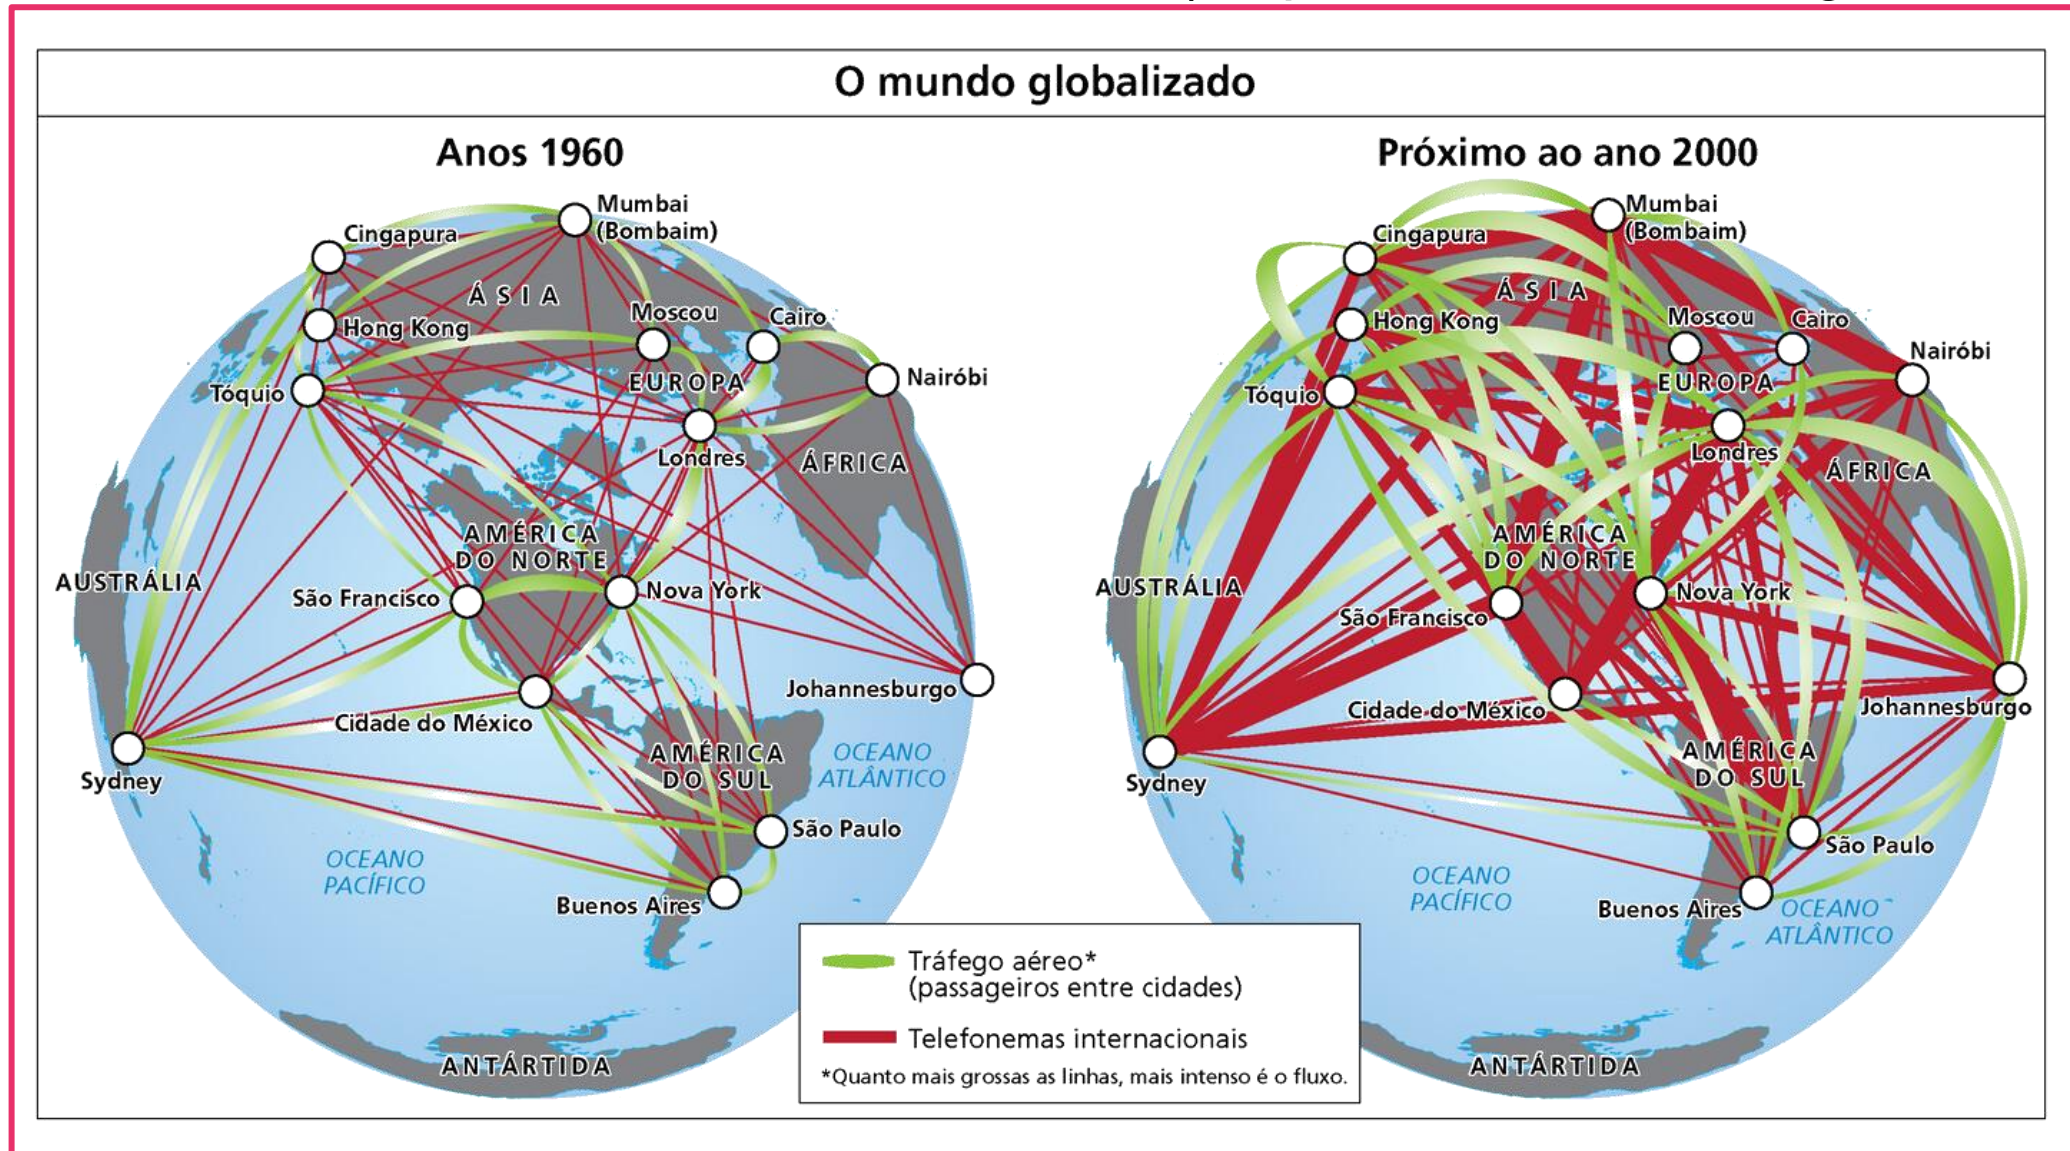 O mundo globalizado
Anos 1960
Mumbai
(Bombaim)
Cingapura
ÁSIA
Moscou
Cairo
Hong Kong
EUROPA
Nairóbi
Tóquio
Londres
ÁFRICA
AMÉRICA
DO NORTE
AUSTRÁLIA
São Francisco
Nova York
Johannesburgo
Cidade do México
AMÉRICA
DO SUL
OCEANO
ATLÂNTICO
Sydney
São Paulo
OCEANO
PACÍFICO
Buenos Aires
ANTÁRTIDA
Próximo ao ano 2000
Mumbai
(Bombaim)
Cingapura
ÁSIA
Moscou
Cairo
Hong Kong
Nairóbi
EUROPA
Tóquio
Londres
ÁFRICA
AMÉRICA
DO NORTE
AUSTRÁLIA
Nova York
São Francisco
Cidade do México
Johannesburgo
AMÉRICA
DO SUL
Sydney
São Paulo
OCEANO
PACÍFICO
Buenos Aires
OCEANO
ATLÂNTICO
ANTÁRTIDA
Tráfego aéreo*
(passageiros entre cidades)
Telefonemas internacionais
*Quanto mais grossas as linhas, mais intenso é o fluxo.